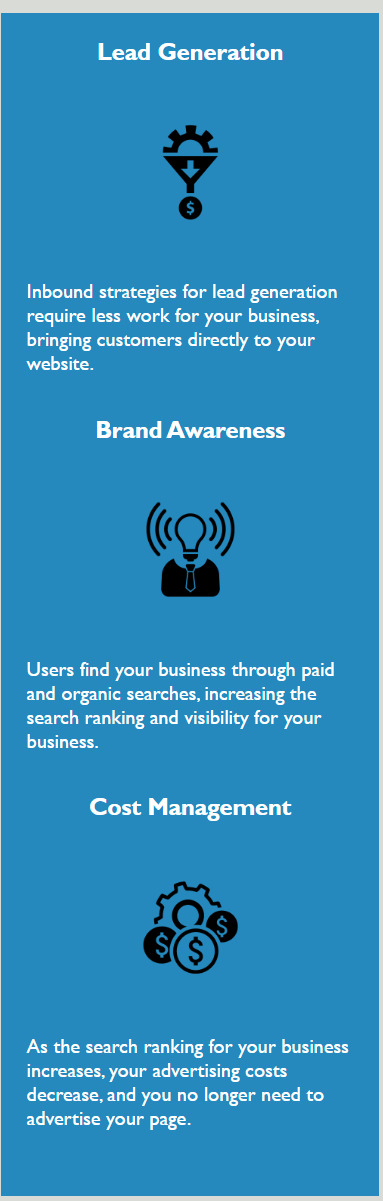 Lead Generation
$
Inbound strategies for lead generation
require less work for your business,
bringing customers directly to your
website.
Brand Awareness
Users find your business through paid
and organic searches, increasing the
search ranking and visibility for your
business.
Cost Management
$
$
$
As the search ranking for your business
increases, your advertising costs
decrease, and you no longer need to
advertise your page.